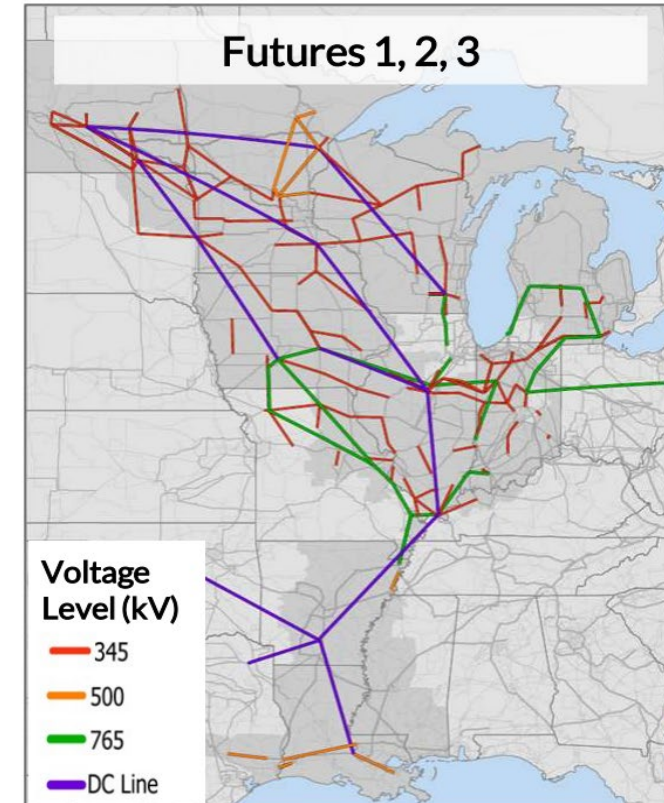 Futures 1, 2, 3
Voltage
Level (kV)
345
500
765
DC Line